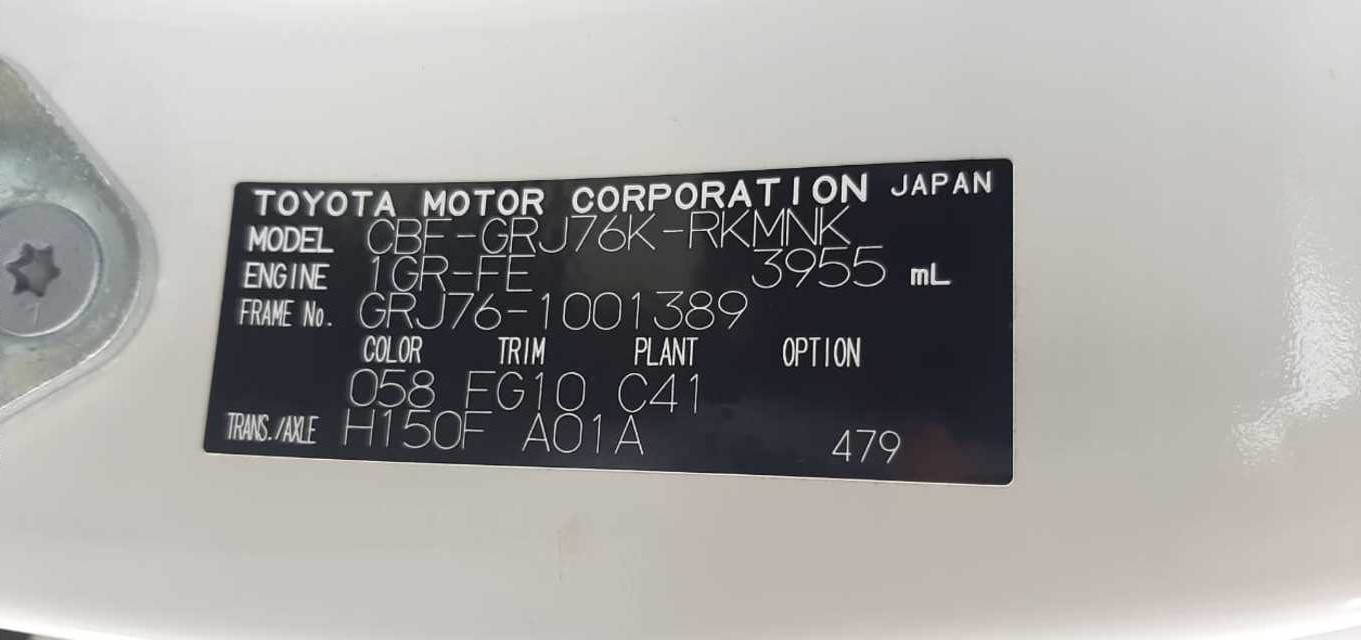 TOYOTA MOTOR CORPORATION JAPAN
MODEL CBF-GRJ76K-RKMNK
ENGINE 1GR-FE 3955 mL
FRAME No. GRJ76-1001389
COLOR TRIM PLANT OPTION
058 FG10 C41
TRANS./AXLE H150F A01A 479